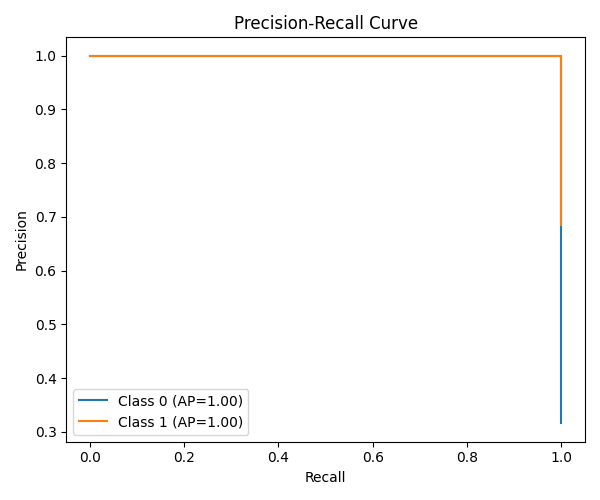 Precision-Recall Curve
1.0
0.9
0.8
0.7
0.6
0.5
0.4
0.3
Precision
Class 0 (AP=1.00)
Class 1 (AP=1.00)
0.0 0.2 0.4 0.6 0.8 1.0
Recall